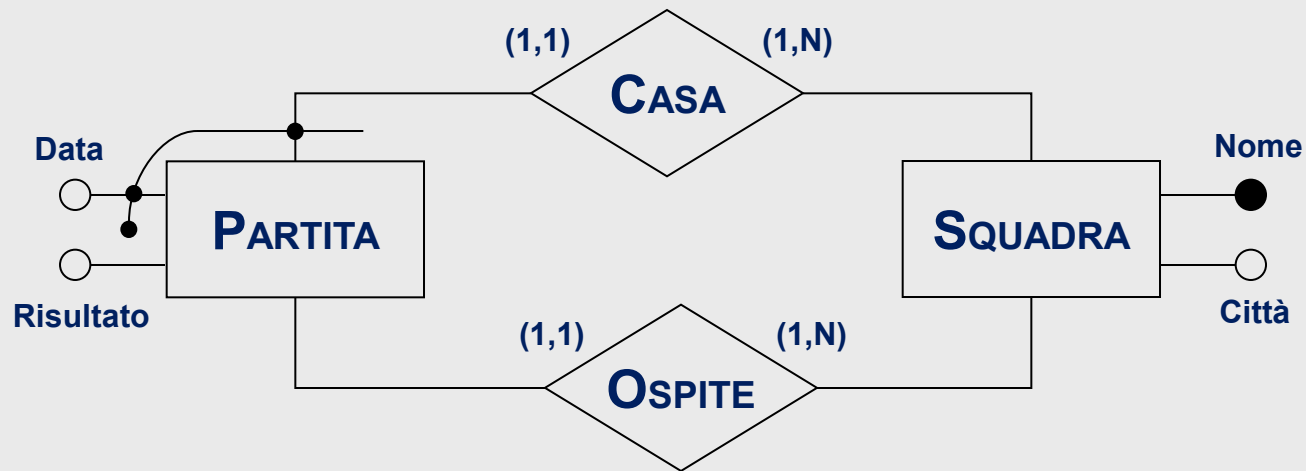 (1,1)
(1,N)
CASA
Data
Nome
PARTITA
SQUADRA
Risultato
Città
(1,1)
(1,N)
OSPITE